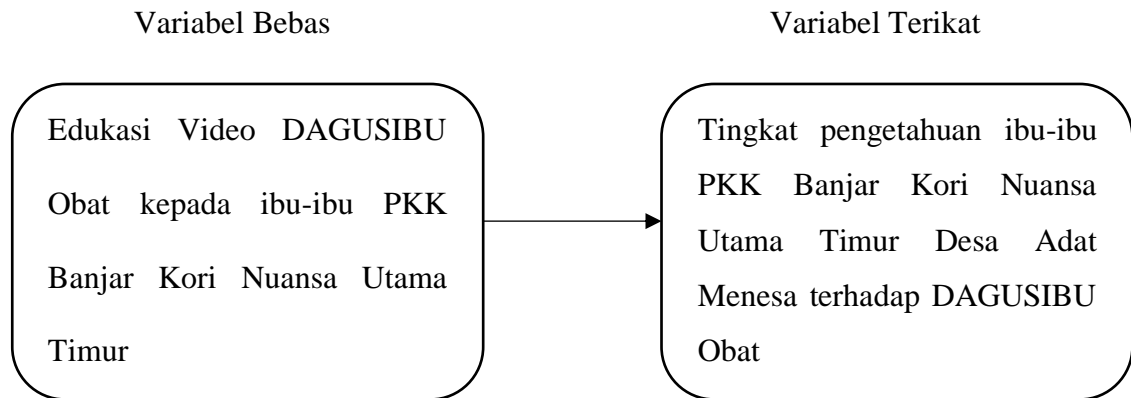 Variabel Bebas
Edukasi Video DAGUSIBU
Obat kepada ibu-ibu PKK
Banjar Kori Nuansa Utama
Timur
Variabel Terikat
Tingkat pengetahuan ibu-ibu
PKK Banjar Kori Nuansa
Utama Timur Desa Adat
Menesa terhadap DAGUSIBU
Obat